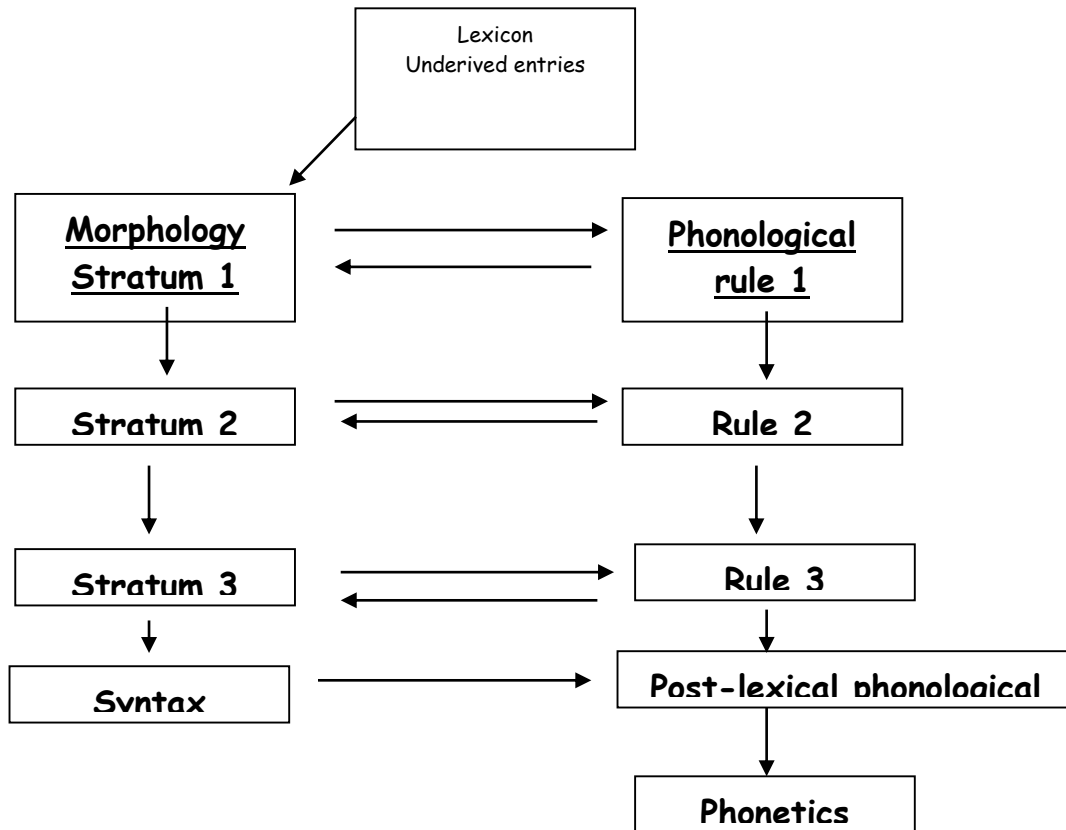 Lexicon
Underived entries
Morphology
Stratum 1
Phonological
rule 1
Stratum 2
Rule 2
Stratum 3
Rule 3
Syntax
Post-lexical phonological
Phonetics